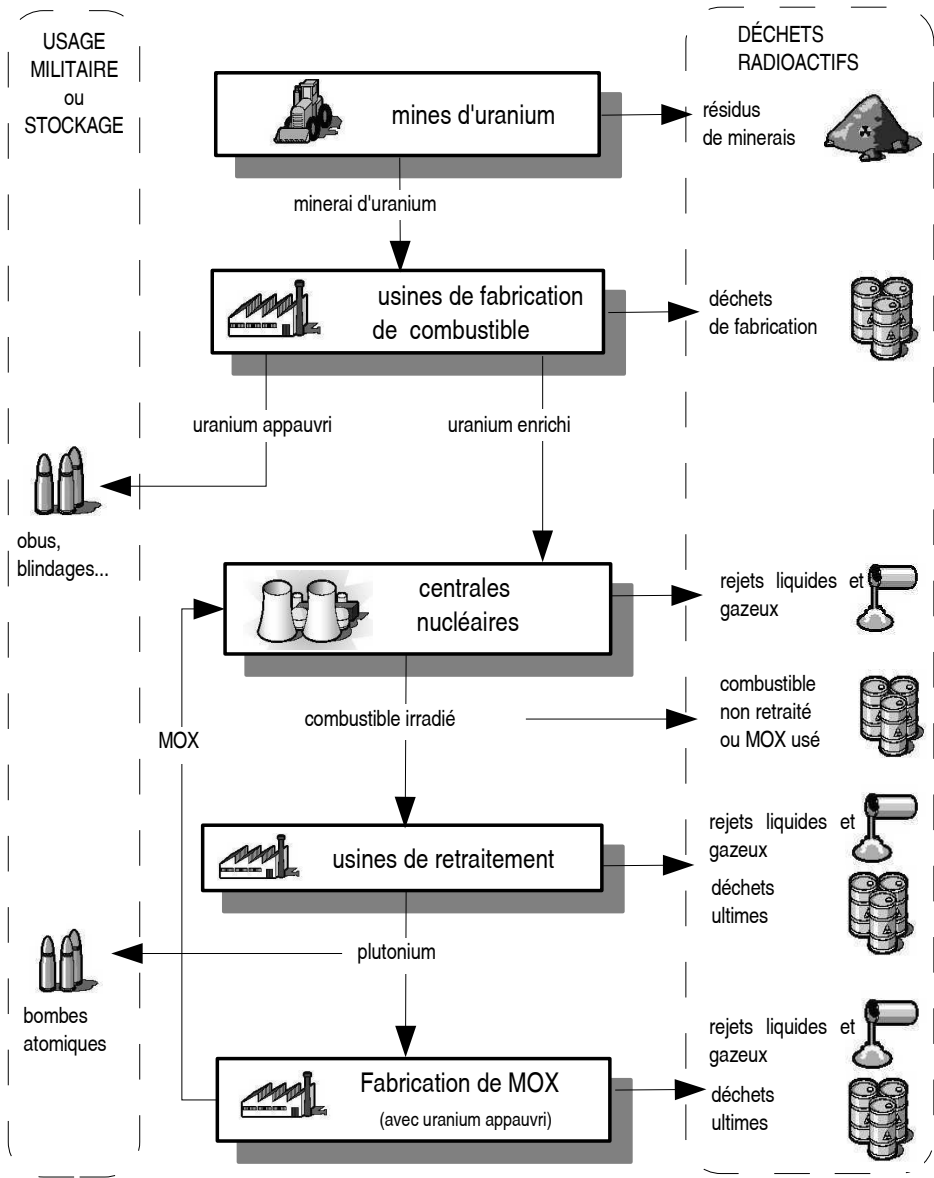 USAGE
MILITAIRE
ou
STOCKAGE
DÉCHETS
RADIOACTIFS
mines d'uranium
résidus
de minerais
minerai d'uranium
usines de fabrication
de combustible
déchets
de fabrication
uranium appauvri
uranium enrichi
obus,
blindages...
centrales
nucléaires
rejets liquides et
gazeux
combustible irradié
combustible
non retraité
ou MOX usé
MOX
usines de retraitement
rejets liquides et
gazeux
déchets
ultimes
plutonium
bombes
atomiques
Fabrication de MOX
(avec uranium appauvri)
rejets liquides et
gazeux
déchets
ultimes